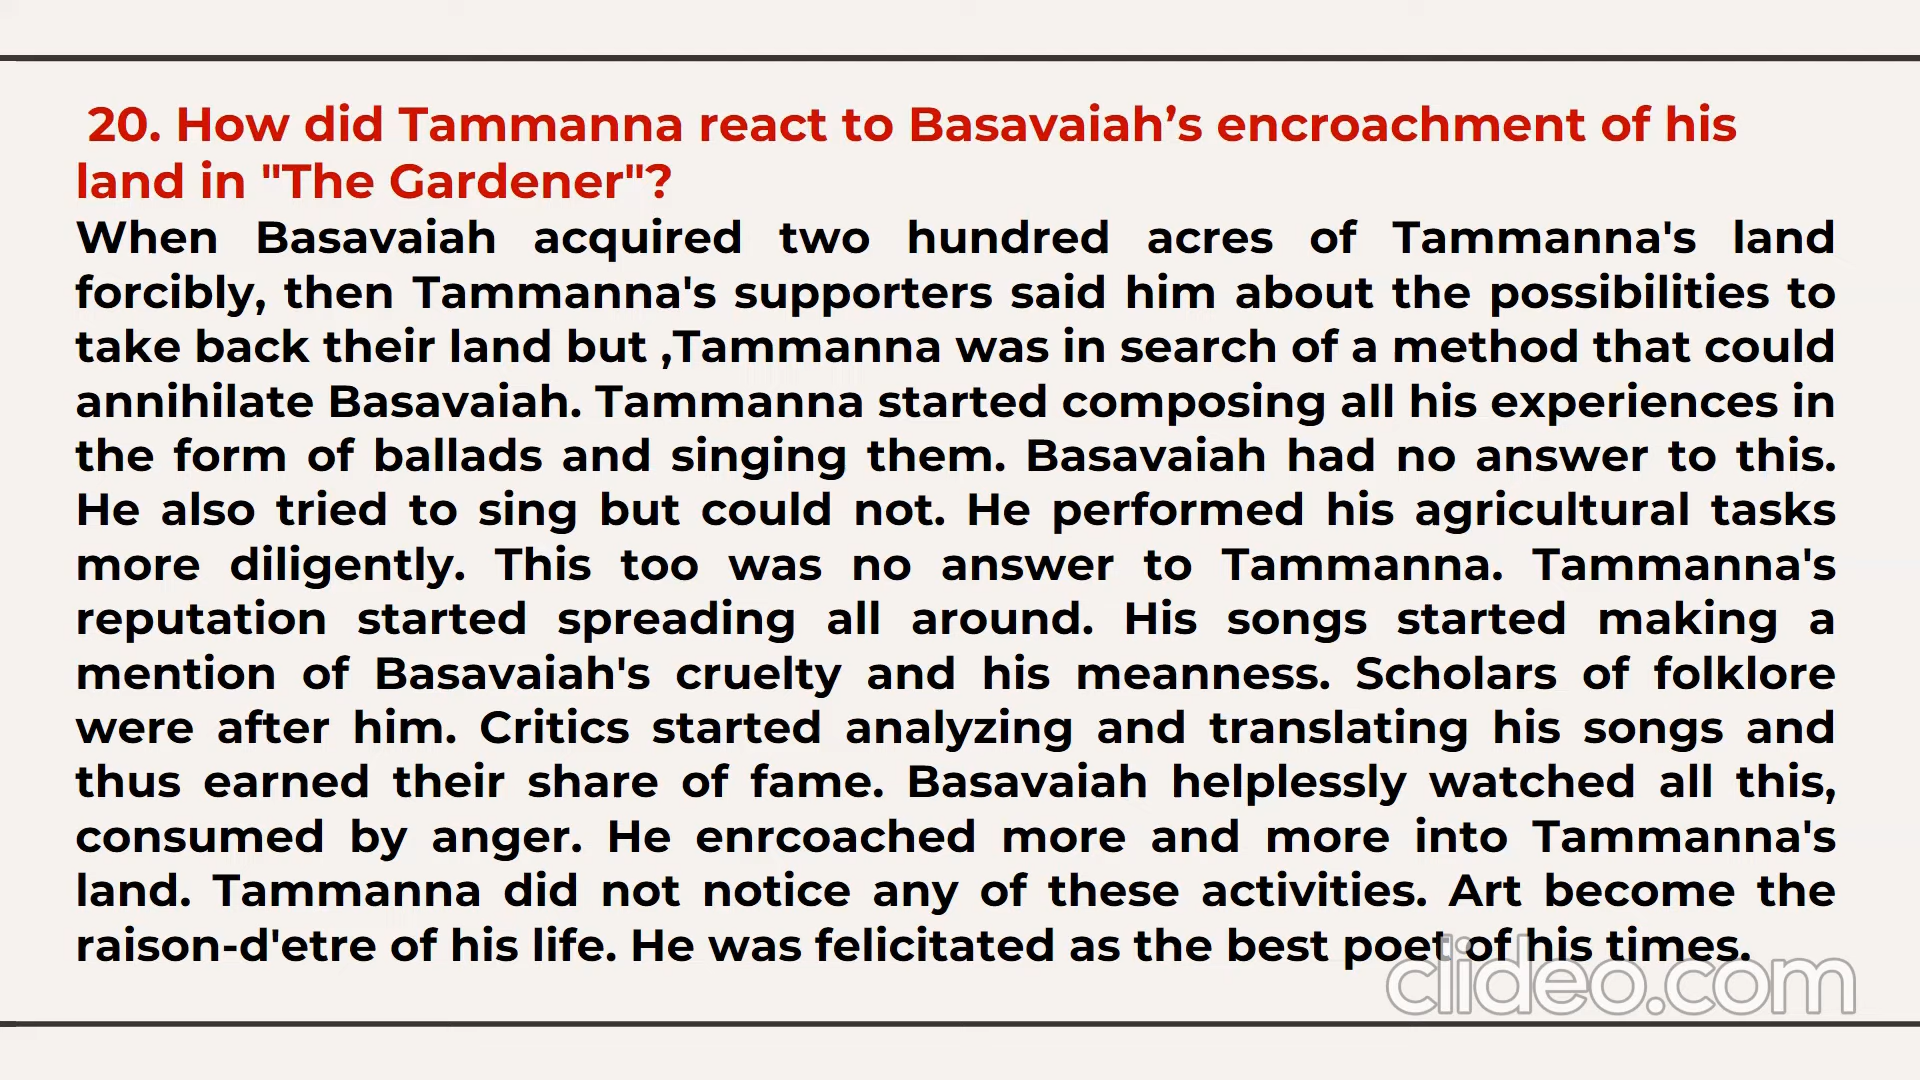 20. How did Tammanna react to Basavaiah’s encroachment of his
land in "The Gardener"?
When Basavaiah acquired two hundred acres of Tammanna's land
forcibly, then Tammanna's supporters said him about the possibilities to
take back their land but ,Tammanna was in search of a method that could
annihilate Basavaiah. Tammanna started composing all his experiences in
the form of ballads and singing them. Basavaiah had no answer to this.
He also tried to sing but could not. He performed his agricultural tasks
more diligently. This too was no answer to Tammanna. Tammanna's
reputation started spreading all around. His songs started making a
mention of Basavaiah's cruelty and his meanness. Scholars of folklore
were after him. Critics started analyzing and translating his songs and
thus earned their share of fame. Basavaiah helplessly watched all this,
consumed by anger. He enrcoached more and more into Tammanna's
land. Tammanna did not notice any of these activities. Art become the
raison-d'etre of his life. He was felicitated as the best poet of his times.
clideo.com